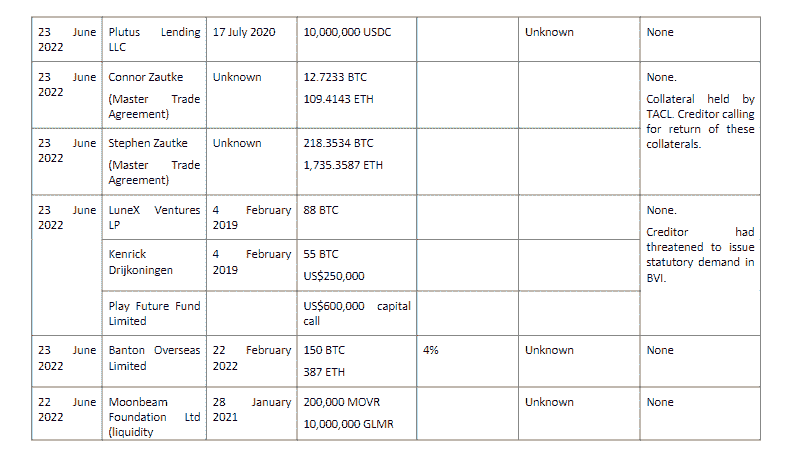 23 June 2022 Plutus Lending LLC 17 July 2020 10,000,000 USDC Unknown None
23 June 2022 Connor Zautke Unknown 12.7233 BTC None.
(Master Trade Agreement) 109.4143 ETH Collateral held by TACL. Creditor calling for return of these collaterals.
23 June 2022 Stephen Zautke Unknown 218.3534 BTC
(Master Trade Agreement) 1,735.3587 ETH
23 June 2022 LuneX Ventures LP 4 February 2019 88 BTC None.
Creditor had threatened to issue statutory demand in BVI.
Kenrick Drijkoningen 4 February 2019 55 BTC
US$250,000
Play Future Fund Limited US$600,000 capital call
23 June 2022 Banton Overseas Limited 22 February 2022 150 BTC 4% Unknown None
387 ETH
22 June 2022 Moonbeam Foundation Ltd (liquidity 28 January 2021 200,000 MOVR Unknown None
10,000,000 GLMR